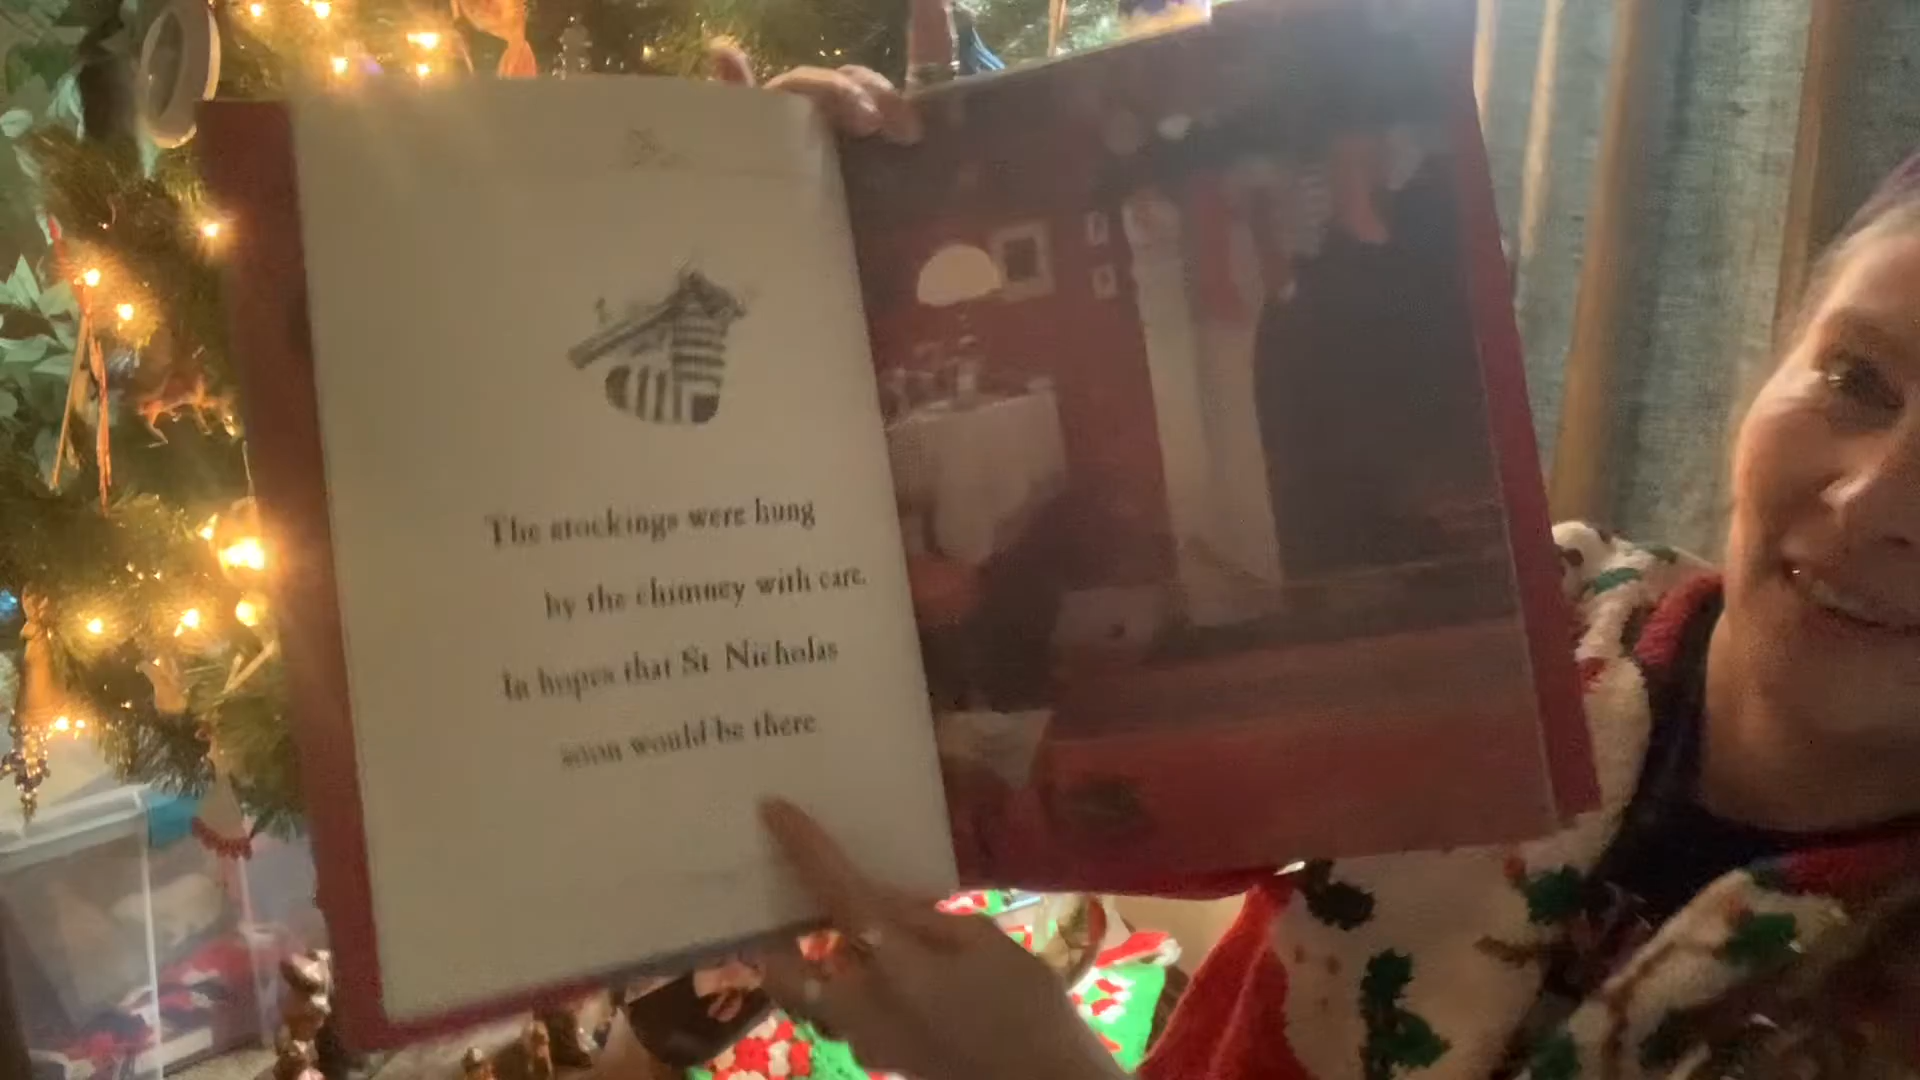 The stockings were hung
by the chimney with care,
In hopes that St Nicholas
soon would be there